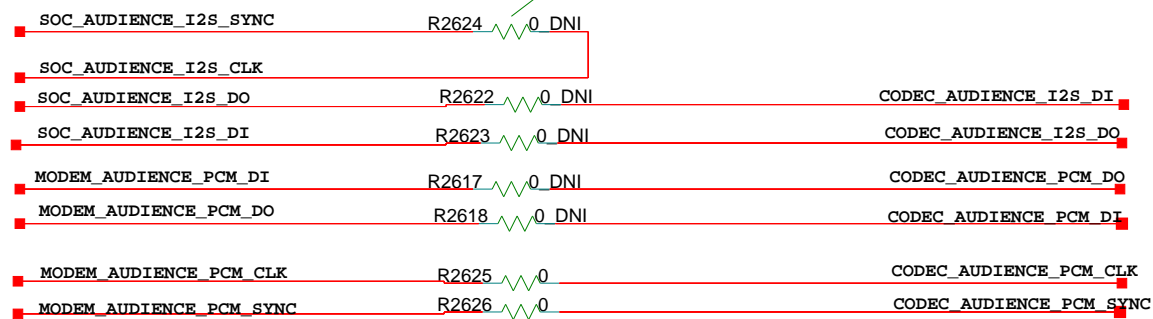 SOC_AUDIENCE_I2S_SYNC R2624 0_DNI
SOC_AUDIENCE_I2S_CLK
SOC_AUDIENCE_I2S_DO R2622 0_DNI CODEC_AUDIENCE_I2S_DI
SOC_AUDIENCE_I2S_DI R2623 0_DNI CODEC_AUDIENCE_I2S_DO
MODEM_AUDIENCE_PCM_DI R2617 0_DNI CODEC_AUDIENCE_PCM_DO
MODEM_AUDIENCE_PCM_DO R2618 0_DNI CODEC_AUDIENCE_PCM_DI
MODEM_AUDIENCE_PCM_CLK R2625 0 CODEC_AUDIENCE_PCM_CLK
MODEM_AUDIENCE_PCM_SYNC R2626 0 CODEC_AUDIENCE_PCM_SYNC